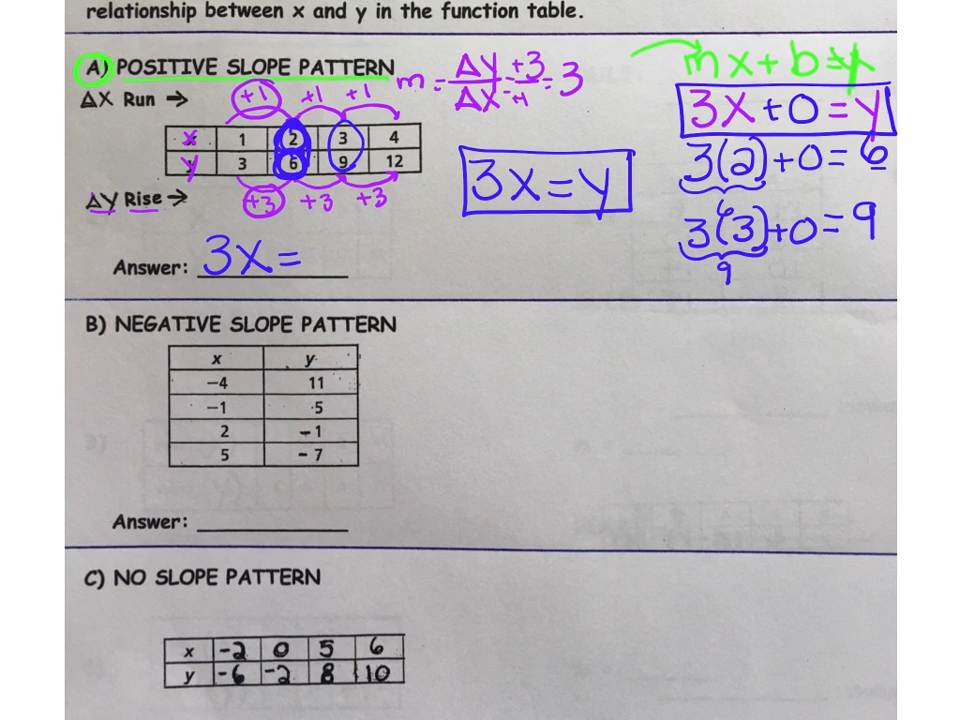 relationship between x and y in the function table.
A) POSITIVE SLOPE PATTERN
m = ΔY/ΔX = +3/+1 = 3
mx + b = y
ΔX Run →
+1 +1 +1
3x + 0 = y
x 1 2 3 4
y 3 6 9 12
3x = y
3(2) + 0 = 6
6
ΔY Rise →
+3 +3 +3
3(3) + 0 = 9
9
Answer: 3x =
B) NEGATIVE SLOPE PATTERN
x y
-4 11
-1 5
2 -1
5 -7
Answer:
C) NO SLOPE PATTERN
x -2 0 5 6
y -6 -2 8 10